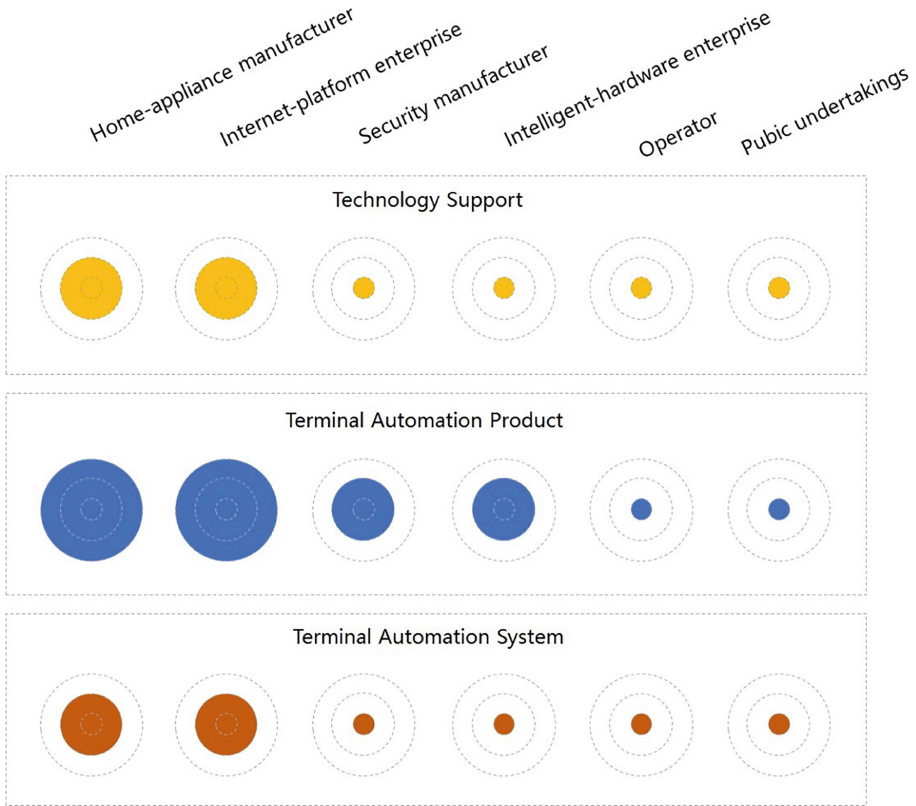 Home-appliance manufacturer
Internet-platform enterprise
Security manufacturer
Intelligent-hardware enterprise
Operator
Pubic undertakings
Technology Support
Terminal Automation Product
Terminal Automation System